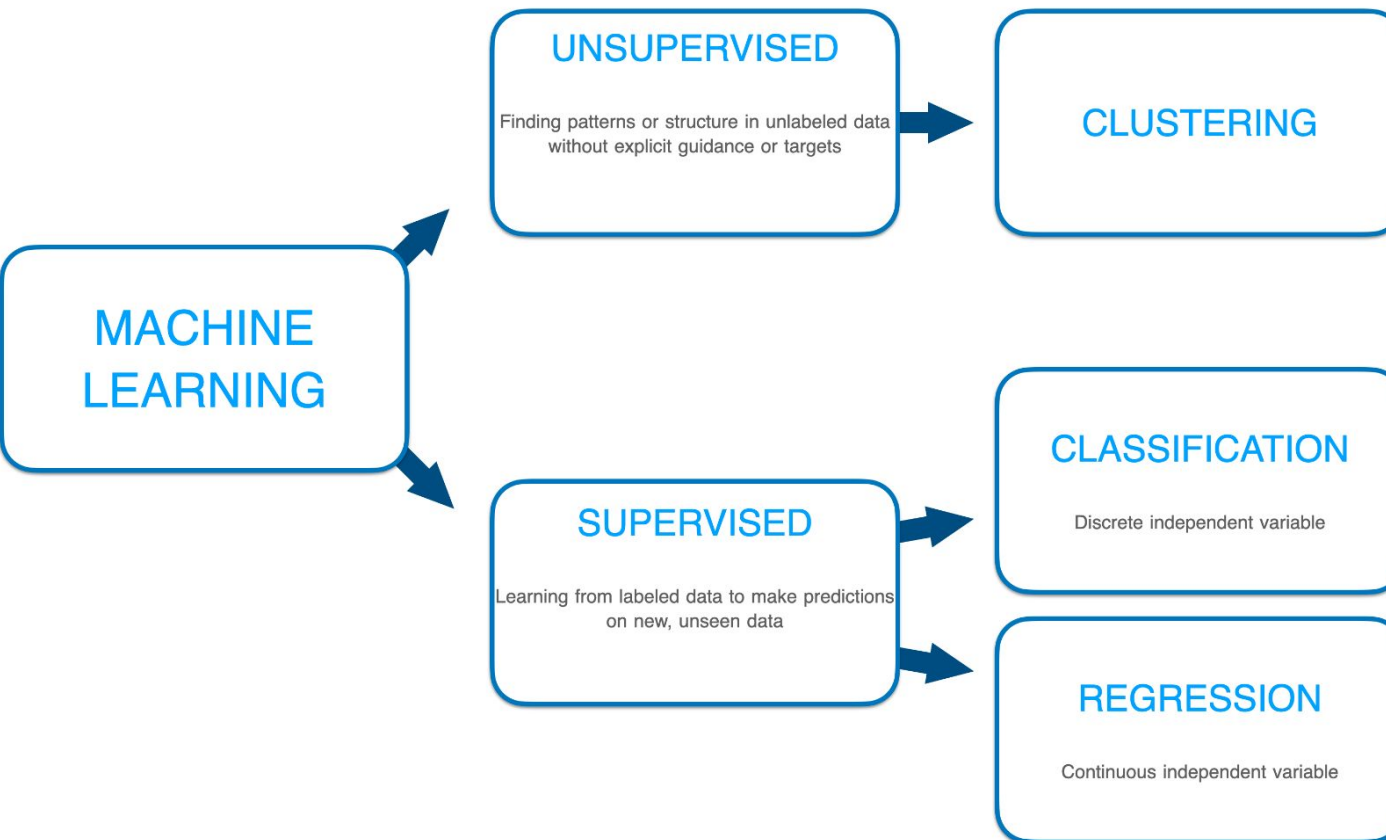 MACHINE
LEARNING
UNSUPERVISED
Finding patterns or structure in unlabeled data
without explicit guidance or targets
CLUSTERING
SUPERVISED
Learning from labeled data to make predictions
on new, unseen data
CLASSIFICATION
Discrete independent variable
REGRESSION
Continuous independent variable